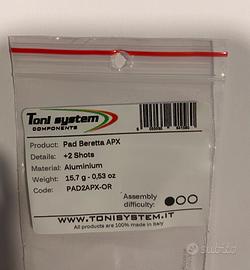 Toni system
COMPONENTS
Product: Pad Beretta APX
Details: +2 Shots
Material: Aluminium
Weight: 15,7 g - 0,53 oz
Code: PAD2APX-OR
Assembly
difficulty:
WWW.TONISYSTEM.IT
All products are 100% made in Italy
subito